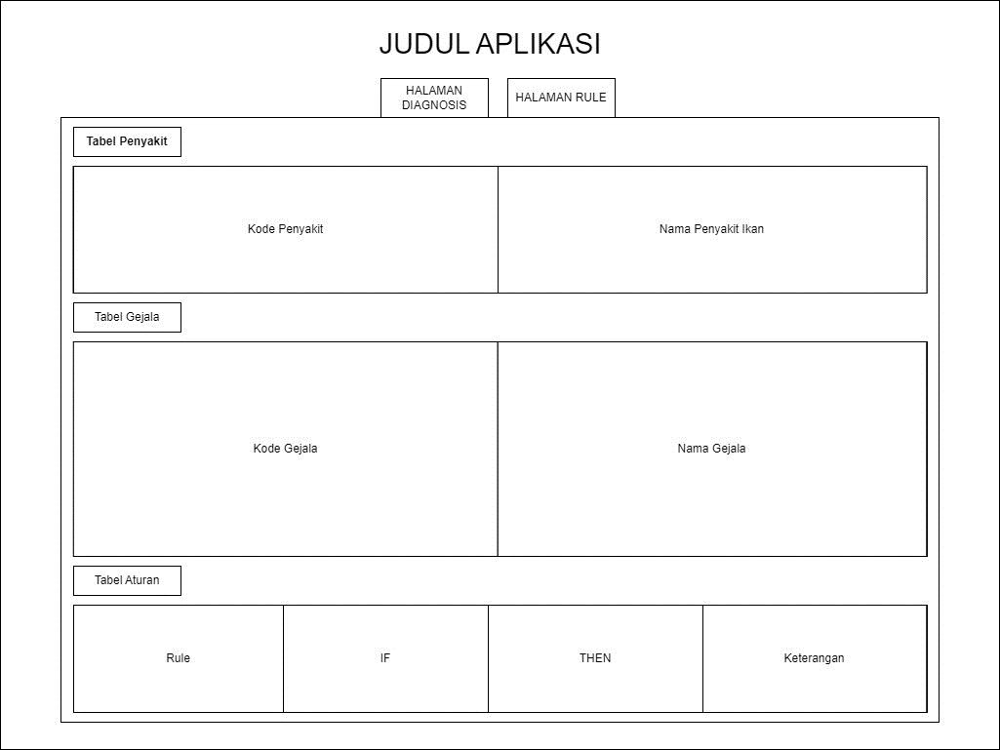 JUDUL APLIKASI
HALAMAN
DIAGNOSIS
HALAMAN RULE
Tabel Penyakit
Kode Penyakit
Nama Penyakit Ikan
Tabel Gejala
Kode Gejala
Nama Gejala
Tabel Aturan
Rule
IF
THEN
Keterangan